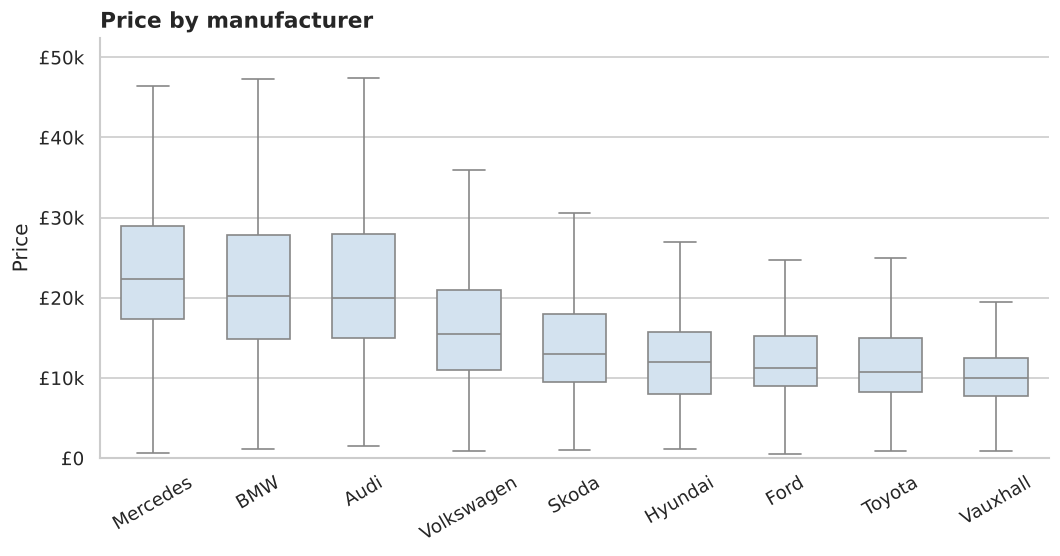 Price by manufacturer
£50k
£40k
£30k
£20k
£10k
£0
Price
Mercedes
BMW
Audi
Volkswagen
Skoda
Hyundai
Ford
Toyota
Vauxhall